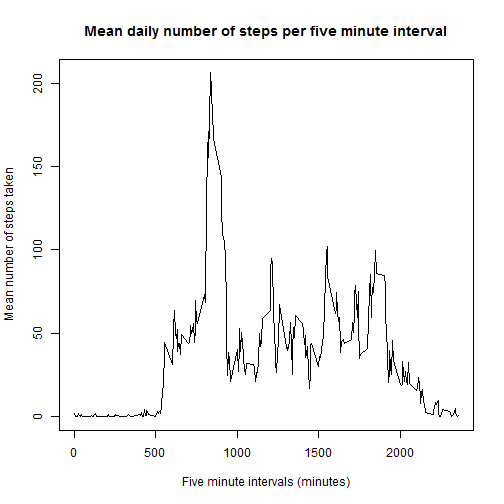 Mean daily number of steps per five minute interval
Mean number of steps taken
200
150
100
50
0
0 500 1000 1500 2000
Five minute intervals (minutes)